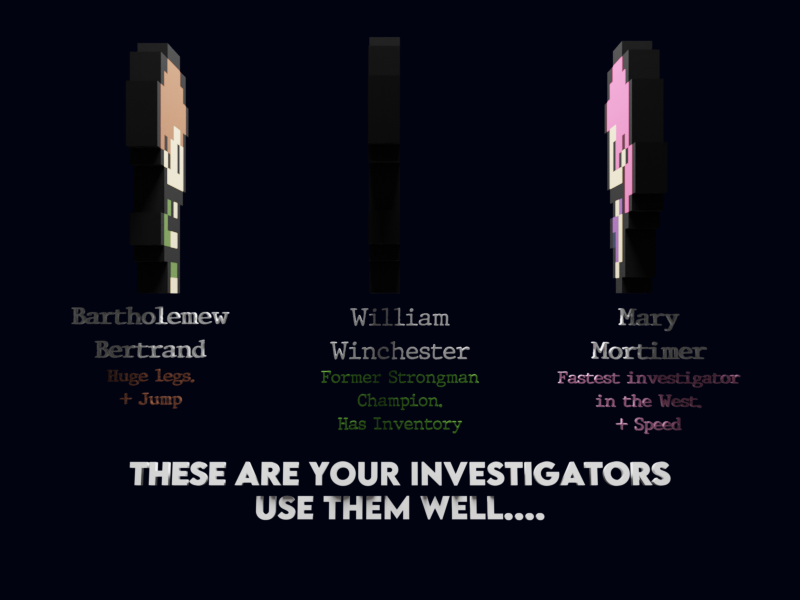 Bartholemew
Bertrand
Huge legs.
+ Jump
William
Winchester
Former Strongman
Champion.
Has Inventory
Mary
Mortimer
Fastest investigator
in the West.
+ Speed
THESE ARE YOUR INVESTIGATORS
USE THEM WELL....